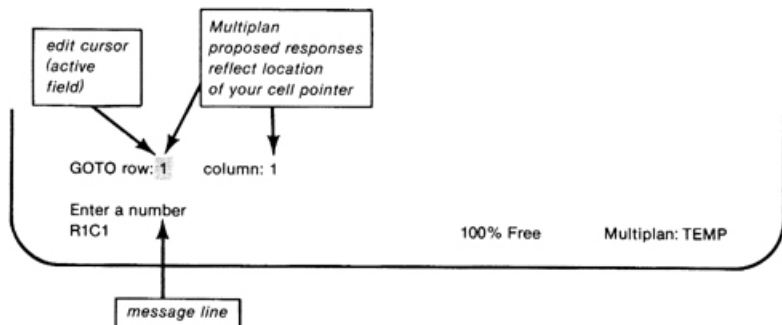 edit cursor
(active
field)
Multiplan
proposed responses
reflect location
of your cell pointer
GOTO row: 1 column: 1
Enter a number
R1C1 100% Free Multiplan: TEMP
message line